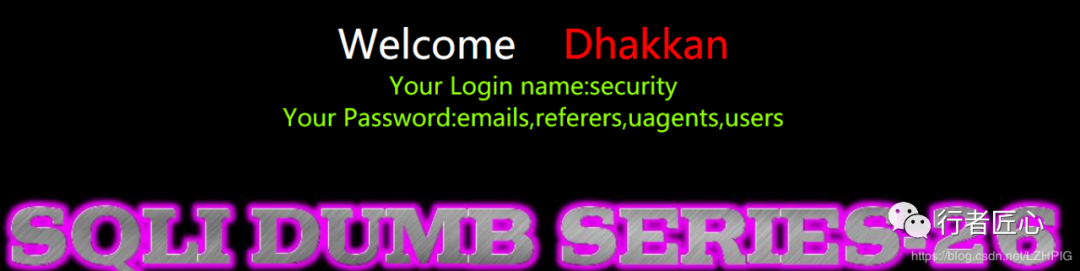 Welcome Dhakkan
Your Login name:security
Your Password:emails,referers,uagents,users
SQLI DUMB SERIES-26
行者匠心
https://blog.csdn.net/LZHPIG